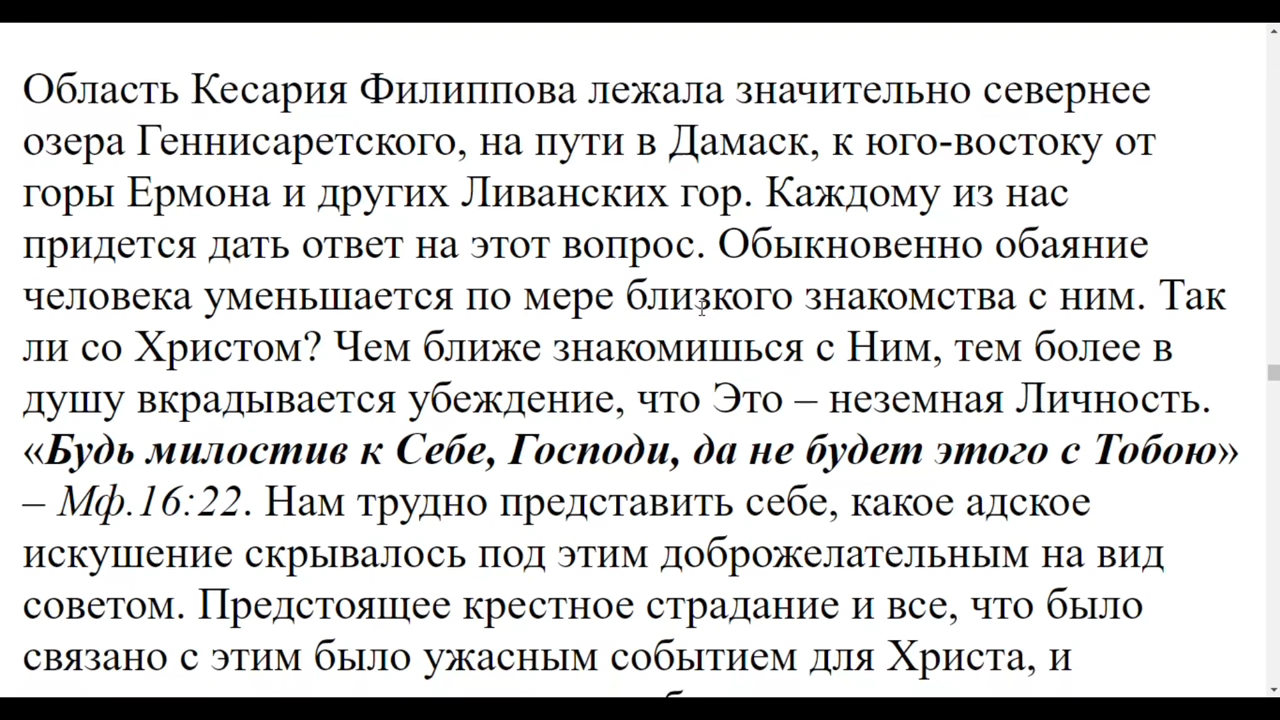 Область Кесария Филиппова лежала значительно севернее
озера Геннисаретского, на пути в Дамаск, к юго-востоку от
горы Ермона и других Ливанских гор. Каждому из нас
придется дать ответ на этот вопрос. Обыкновенно обаяние
человека уменьшается по мере близкого знакомства с ним. Так
ли со Христом? Чем ближе знакомишься с Ним, тем более в
душу вкрадывается убеждение, что Это – неземная Личность.
«Будь милостив к Себе, Господи, да не будет этого с Тобою»
– Мф.16:22. Нам трудно представить себе, какое адское
искушение скрывалось под этим доброжелательным на вид
советом. Предстоящее крестное страдание и все, что было
связано с этим было ужасным событием для Христа, и